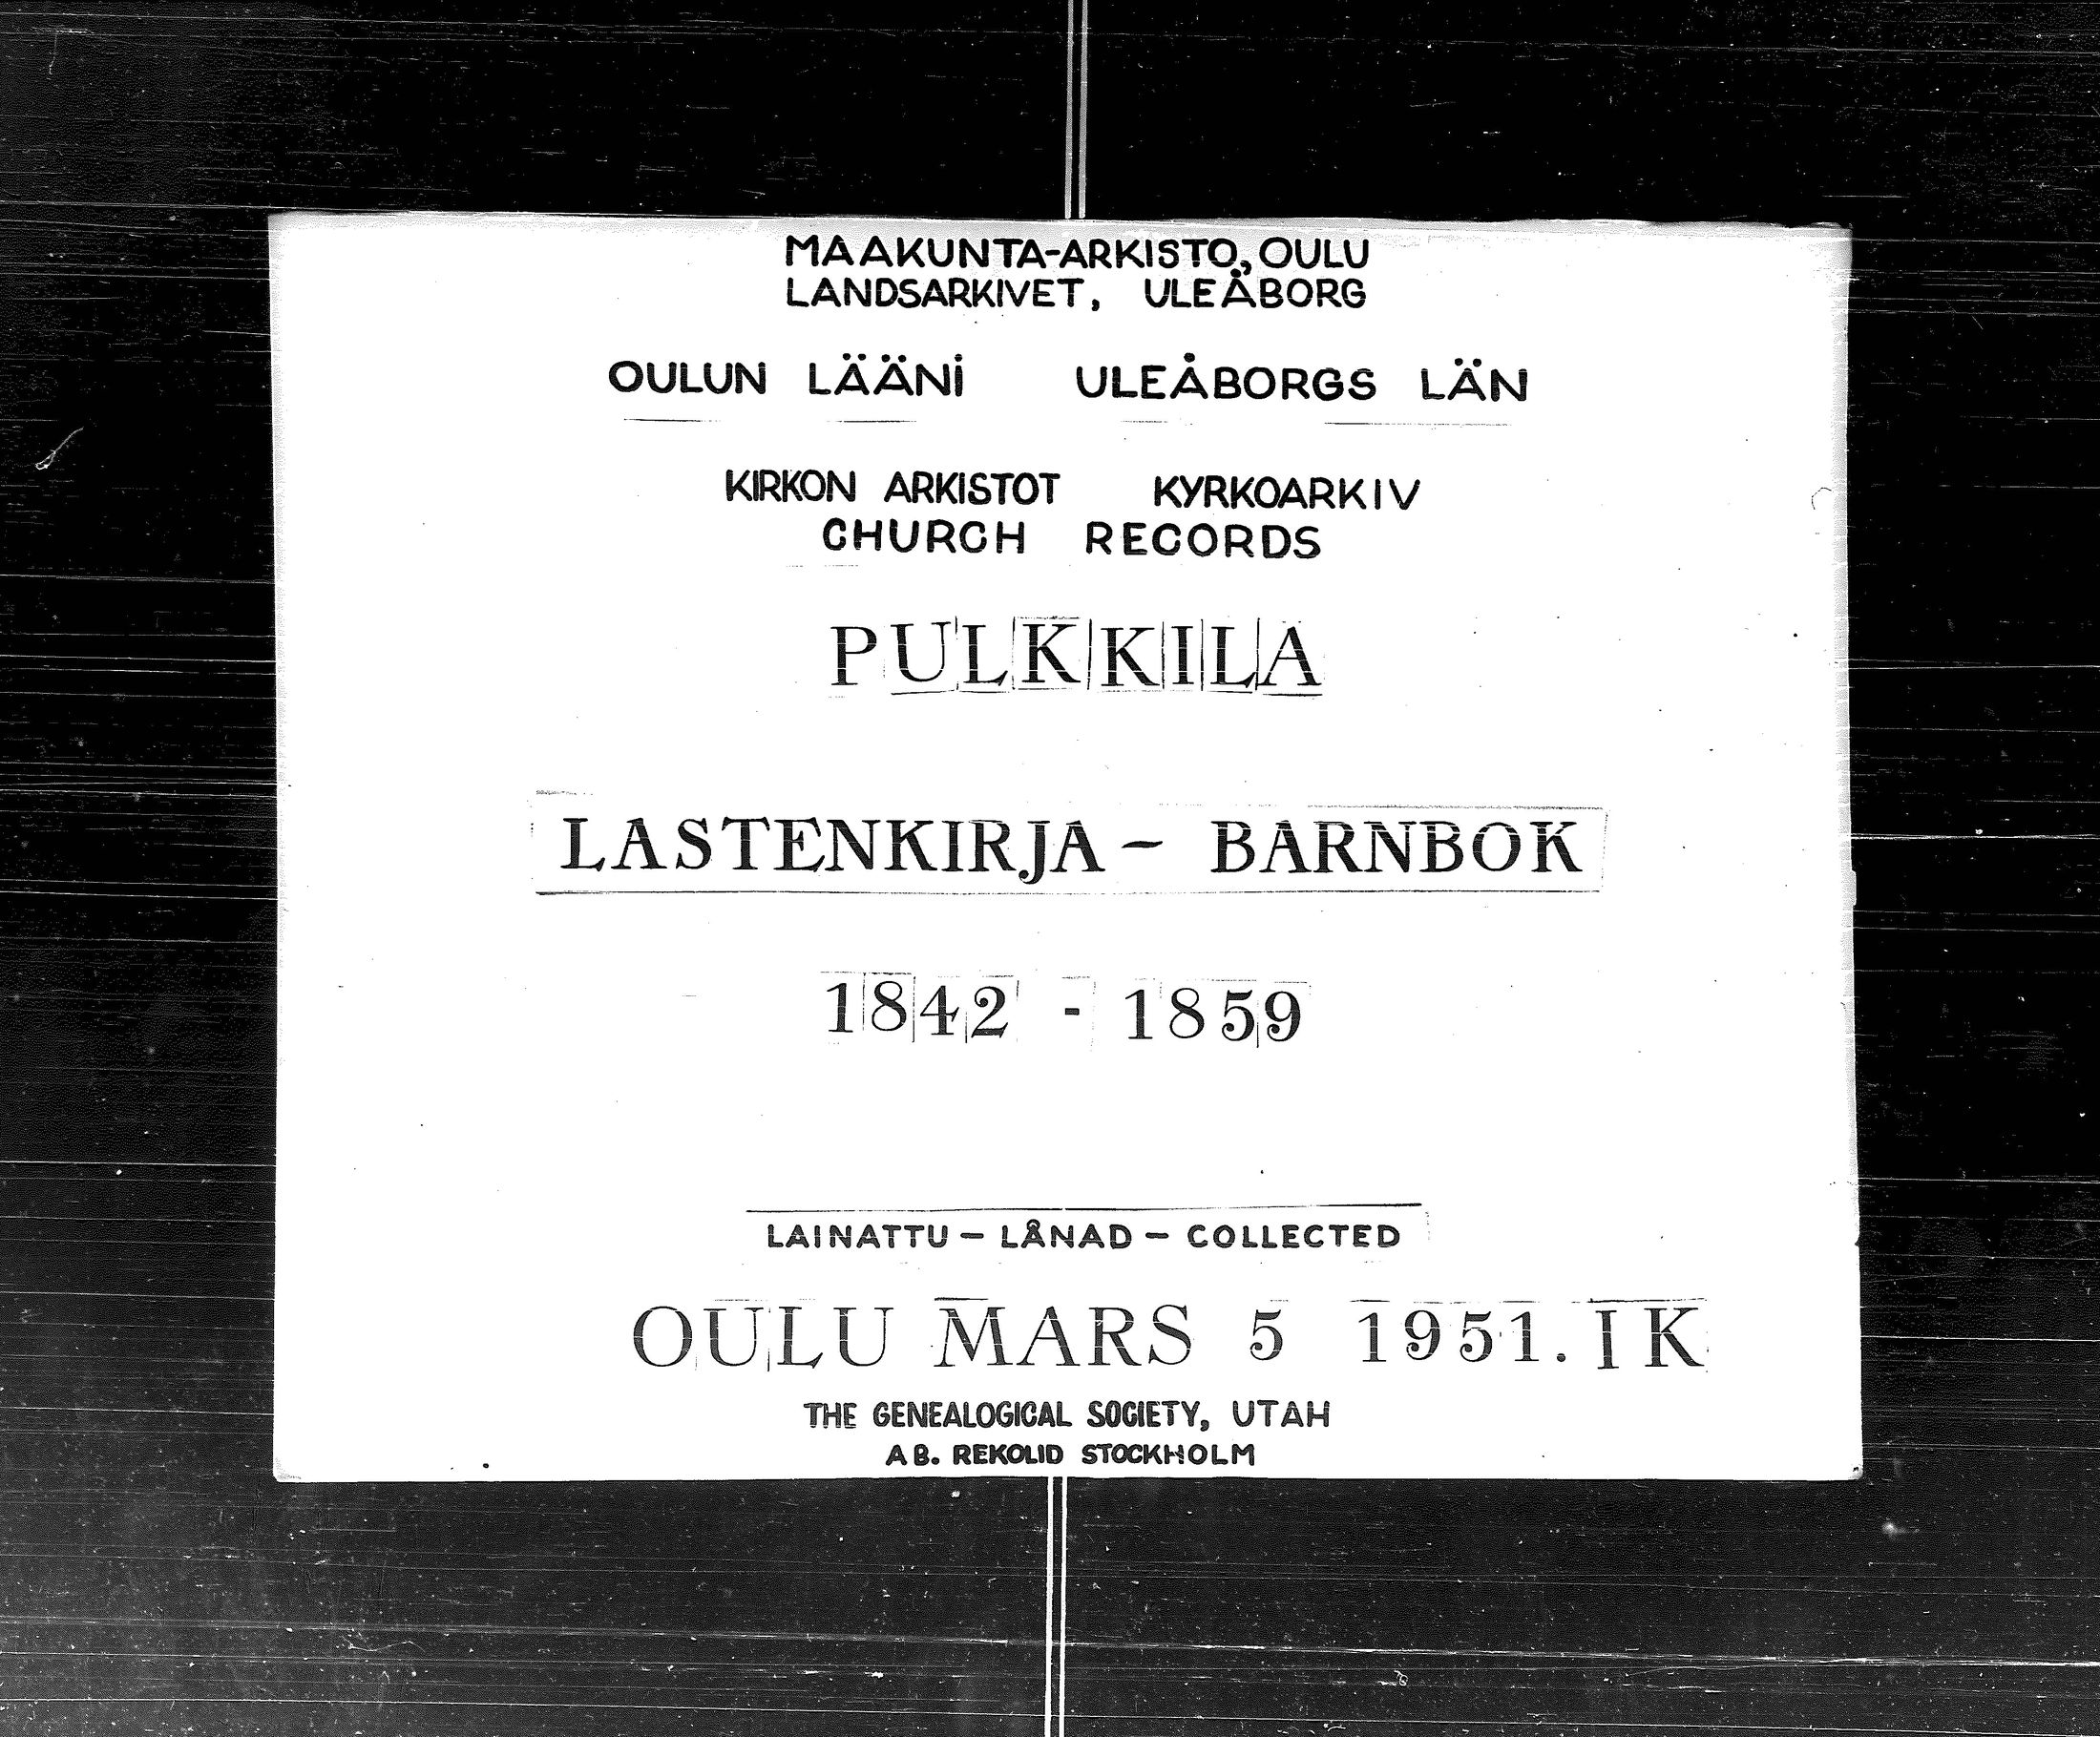 MAAKUNTA-ARKISTO, OULU
LANDSARKIVET, ULEÅBORG
OULUN LÄÄNI ULEÅBORGS LÄN
KIRKON ARKISTOT KYRKOARKIV
CHURCH RECORDS
PULKKILA
LASTENKIRJA - BARNBOK
1842 - 1859
LAINATTU - LÅNAD - COLLECTED
OULU MARS 5 1951. IK
THE GENEALOGICAL SOCIETY, UTAH
AB. REKOLID STOCKHOLM